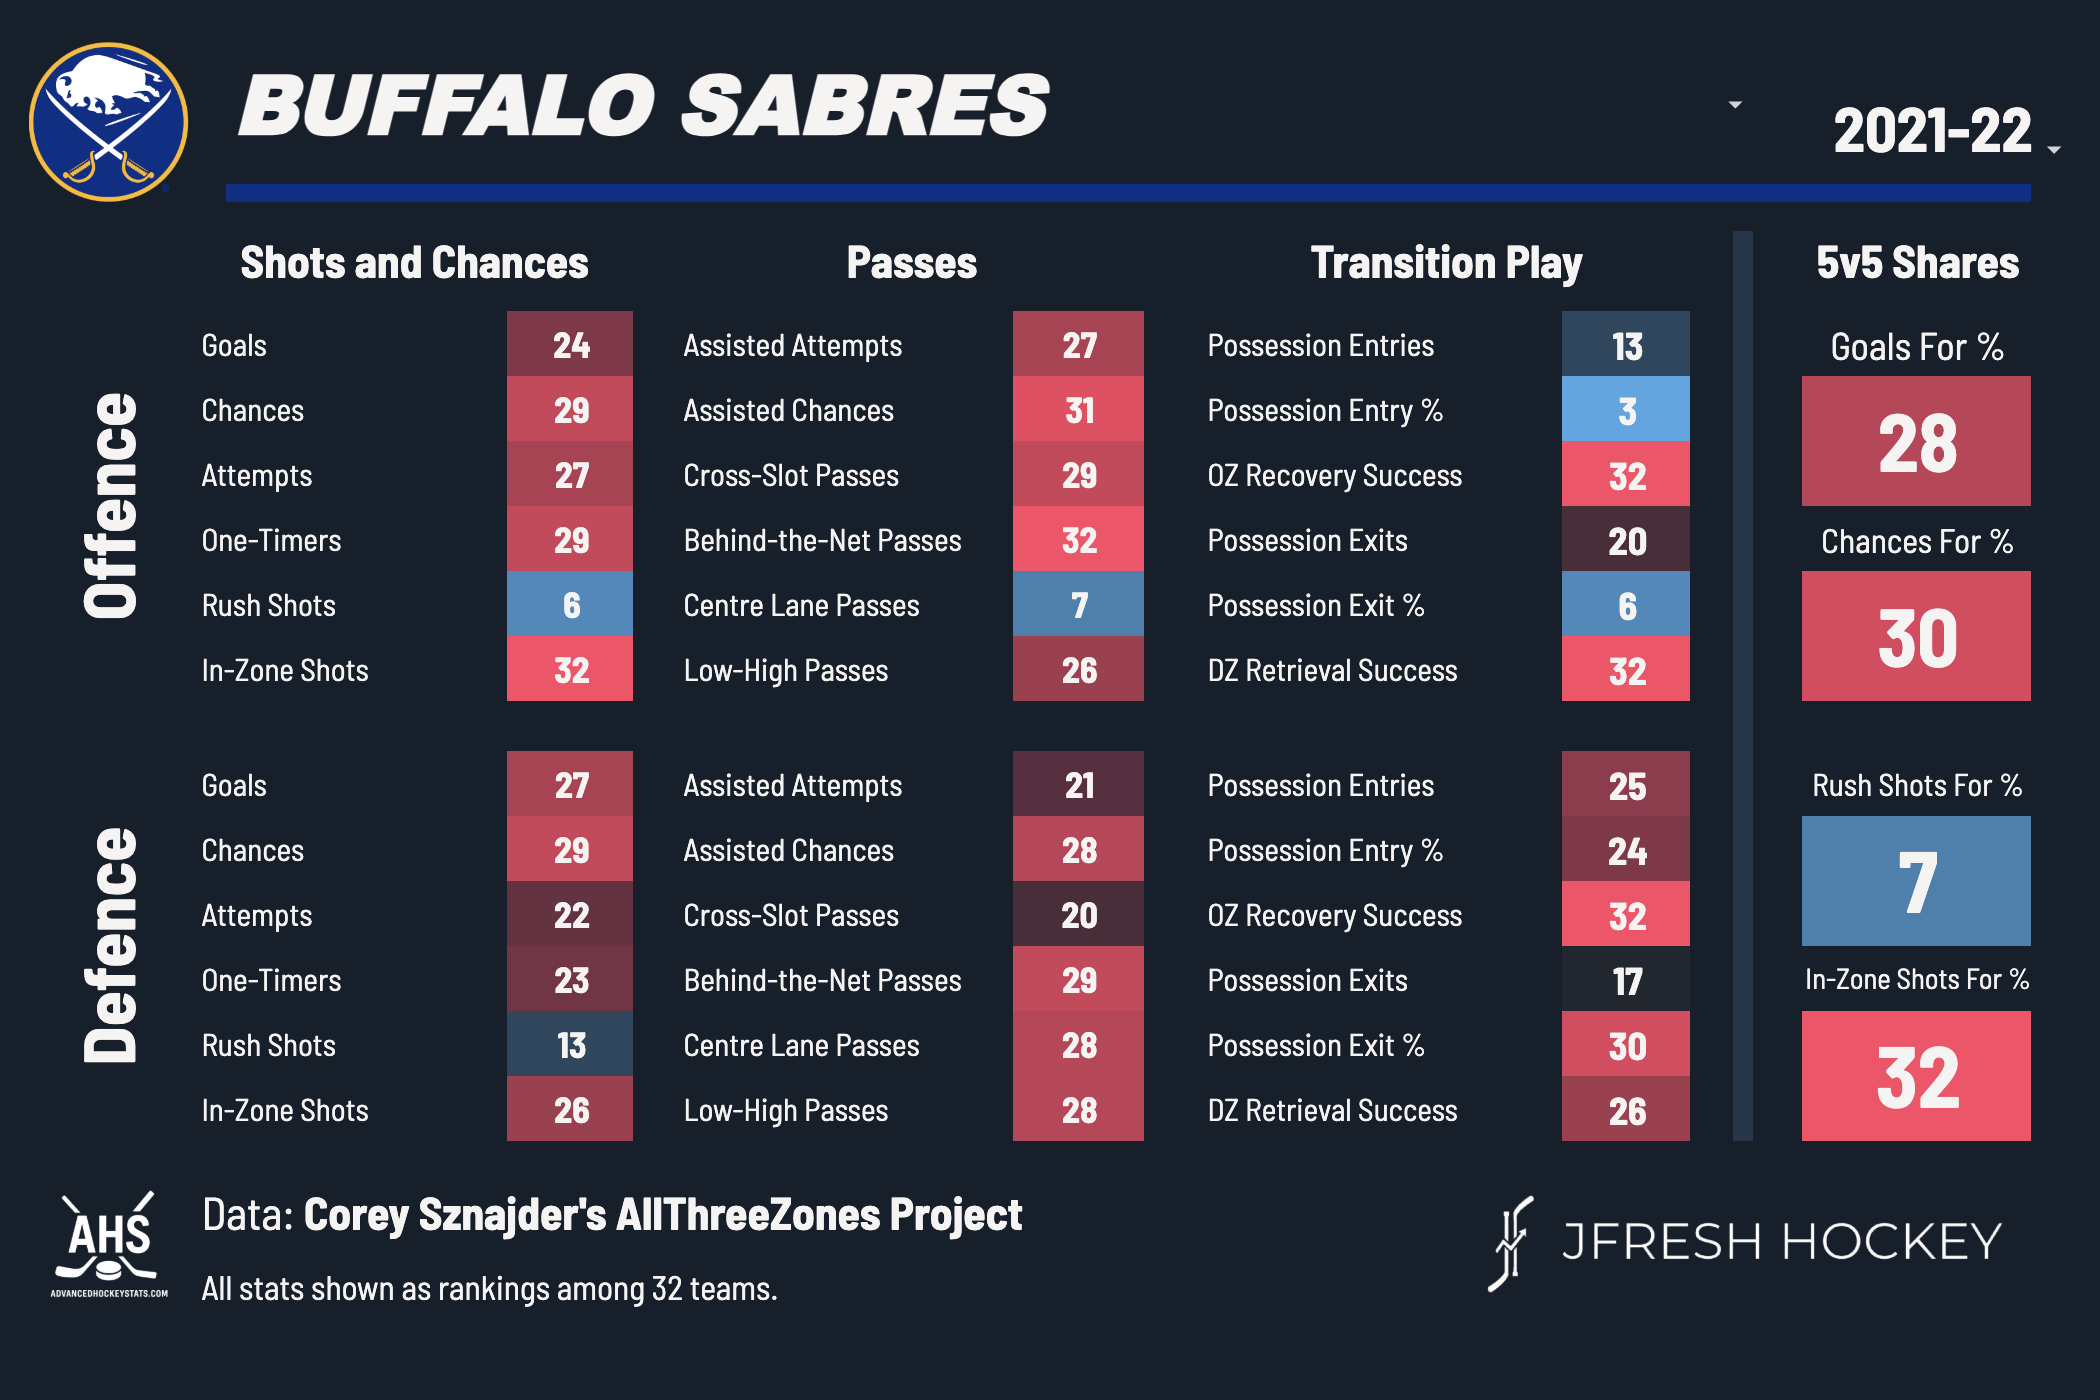 BUFFALO SABRES
2021-22
Shots and Chances Passes Transition Play 5v5 Shares
Offence
Goals 24 Assisted Attempts 27 Possession Entries 13
Chances 29 Assisted Chances 31 Possession Entry % 3
Attempts 27 Cross-Slot Passes 29 OZ Recovery Success 32
One-Timers 29 Behind-the-Net Passes 32 Possession Exits 20
Rush Shots 6 Centre Lane Passes 7 Possession Exit % 6
In-Zone Shots 32 Low-High Passes 26 DZ Retrieval Success 32
Goals For %
28
Chances For %
30
Defence
Goals 27 Assisted Attempts 21 Possession Entries 25
Chances 29 Assisted Chances 28 Possession Entry % 24
Attempts 22 Cross-Slot Passes 20 OZ Recovery Success 32
One-Timers 23 Behind-the-Net Passes 29 Possession Exits 17
Rush Shots 13 Centre Lane Passes 28 Possession Exit % 30
In-Zone Shots 26 Low-High Passes 28 DZ Retrieval Success 26
Rush Shots For %
7
In-Zone Shots For %
32
AHS
ADVANCEDHOCKEYSTATS.COM
Data: Corey Sznajder's AllThreeZones Project
All stats shown as rankings among 32 teams.
JFRESH HOCKEY